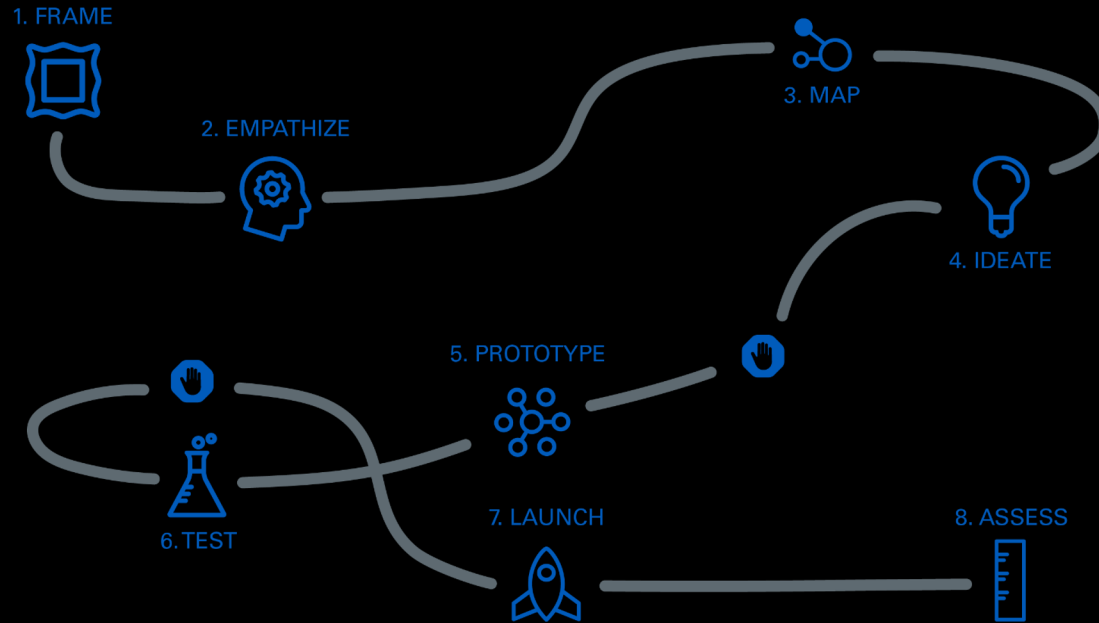 1. FRAME
2. EMPATHIZE
3. MAP
4. IDEATE
5. PROTOTYPE
6. TEST
7. LAUNCH
8. ASSESS